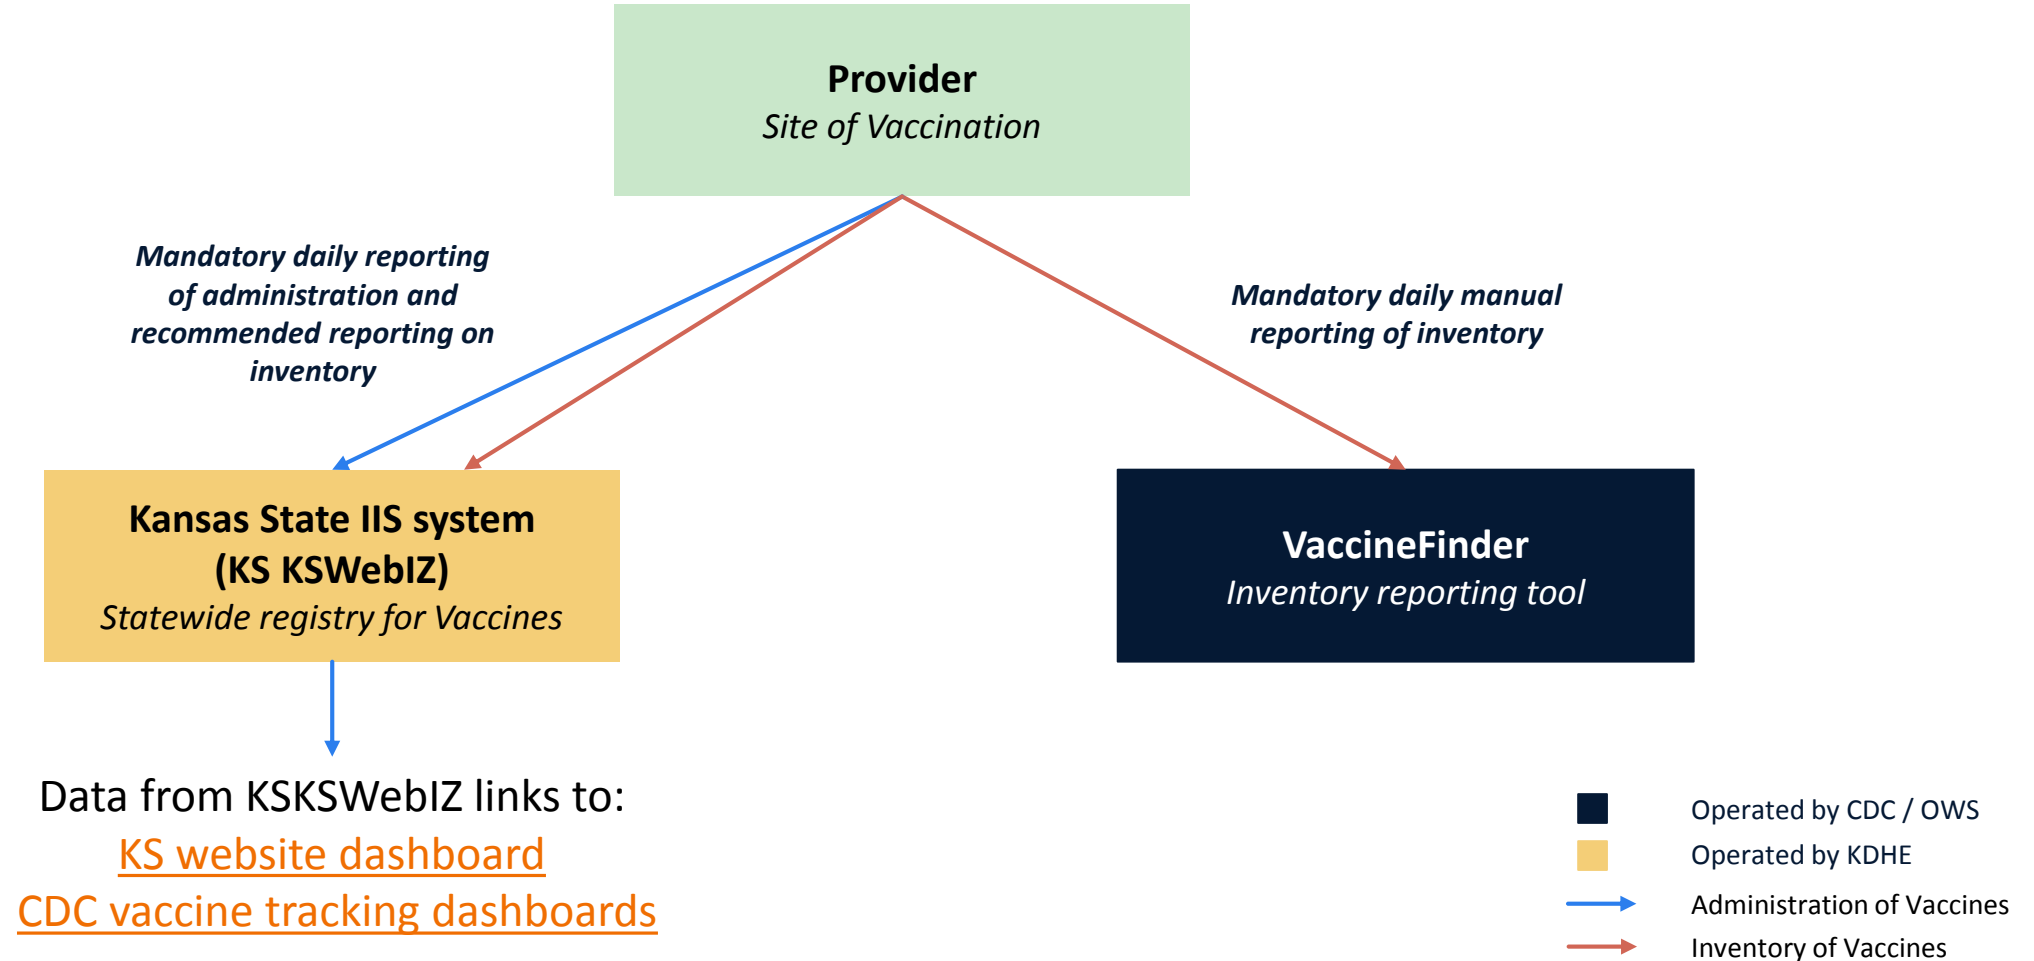 Provider
Site of Vaccination
Mandatory daily reporting
of administration and
recommended reporting on
inventory
Mandatory daily manual
reporting of inventory
Kansas State IIS system
(KS KSWebIZ)
Statewide registry for Vaccines
VaccineFinder
Inventory reporting tool
Data from KSKSWebIZ links to:
KS website dashboard
CDC vaccine tracking dashboards
Operated by CDC / OWS
Operated by KDHE
Administration of Vaccines
Inventory of Vaccines